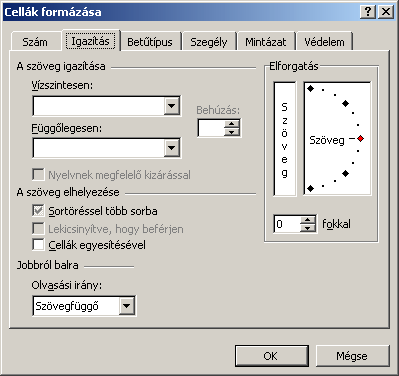 Cellák formázása
Szám Igazítás Betűtípus Szegély Mintázat Védelem
A szöveg igazítása
Vízszintesen:
Behúzás:
Függőlegesen:
Nyelvnek megfelelő kizárással
A szöveg elhelyezése
Sortöréssel több sorba
Lekicsinyítve, hogy beférjen
Cellák egyesítésével
Jobbról balra
Olvasási irány:
Szövegfüggő
Elforgatás
Szöveg
Szöveg
0 fokkal
OK Mégse